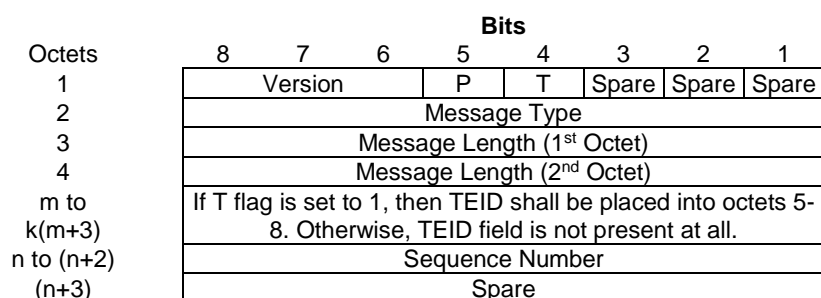 Bits
Octets 8 7 6 5 4 3 2 1
1 Version P T Spare Spare Spare
2 Message Type
3 Message Length (1st Octet)
4 Message Length (2nd Octet)
m to If T flag is set to 1, then TEID shall be placed into octets 5-
k(m+3) 8. Otherwise, TEID field is not present at all.
n to (n+2) Sequence Number
(n+3) Spare